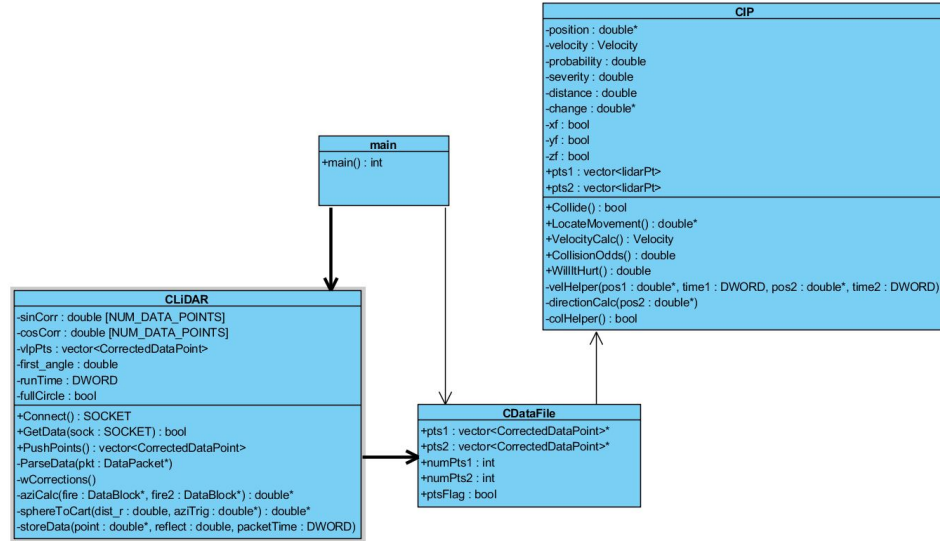 CIP
-position : double*
-velocity : Velocity
-probability : double
-severity : double
-distance : double
-change : double*
-xf : bool
-yf : bool
-zf : bool
+pts1 : vector<lidarPt>
+pts2 : vector<lidarPt>
+Collide() : bool
+LocateMovement() : double*
+VelocityCalc() : Velocity
+CollisionOdds() : double
+WillItHurt() : double
-velHelper(pos1 : double*, time1 : DWORD, pos2 : double*, time2 : DWORD)
-directionCalc(pos2 : double*)
-colHelper() : bool
main
+main() : int
CLiDAR
-sinCorr : double [NUM_DATA_POINTS]
-cosCorr : double [NUM_DATA_POINTS]
-vlpPts : vector<CorrectedDataPoint>
-first_angle : double
-runTime : DWORD
-fullCircle : bool
+Connect() : SOCKET
+GetData(sock : SOCKET) : bool
+PushPoints() : vector<CorrectedDataPoint>
-ParseData(pkt : DataPacket*)
-wCorrections()
-aziCalc(fire : DataBlock*, fire2 : DataBlock*) : double*
-sphereToCart(dist_r : double, aziTrig : double*) : double*
-storeData(point : double*, reflect : double, packetTime : DWORD)
CDataFile
+pts1 : vector<CorrectedDataPoint>*
+pts2 : vector<CorrectedDataPoint>*
+numPts1 : int
+numPts2 : int
+ptsFlag : bool